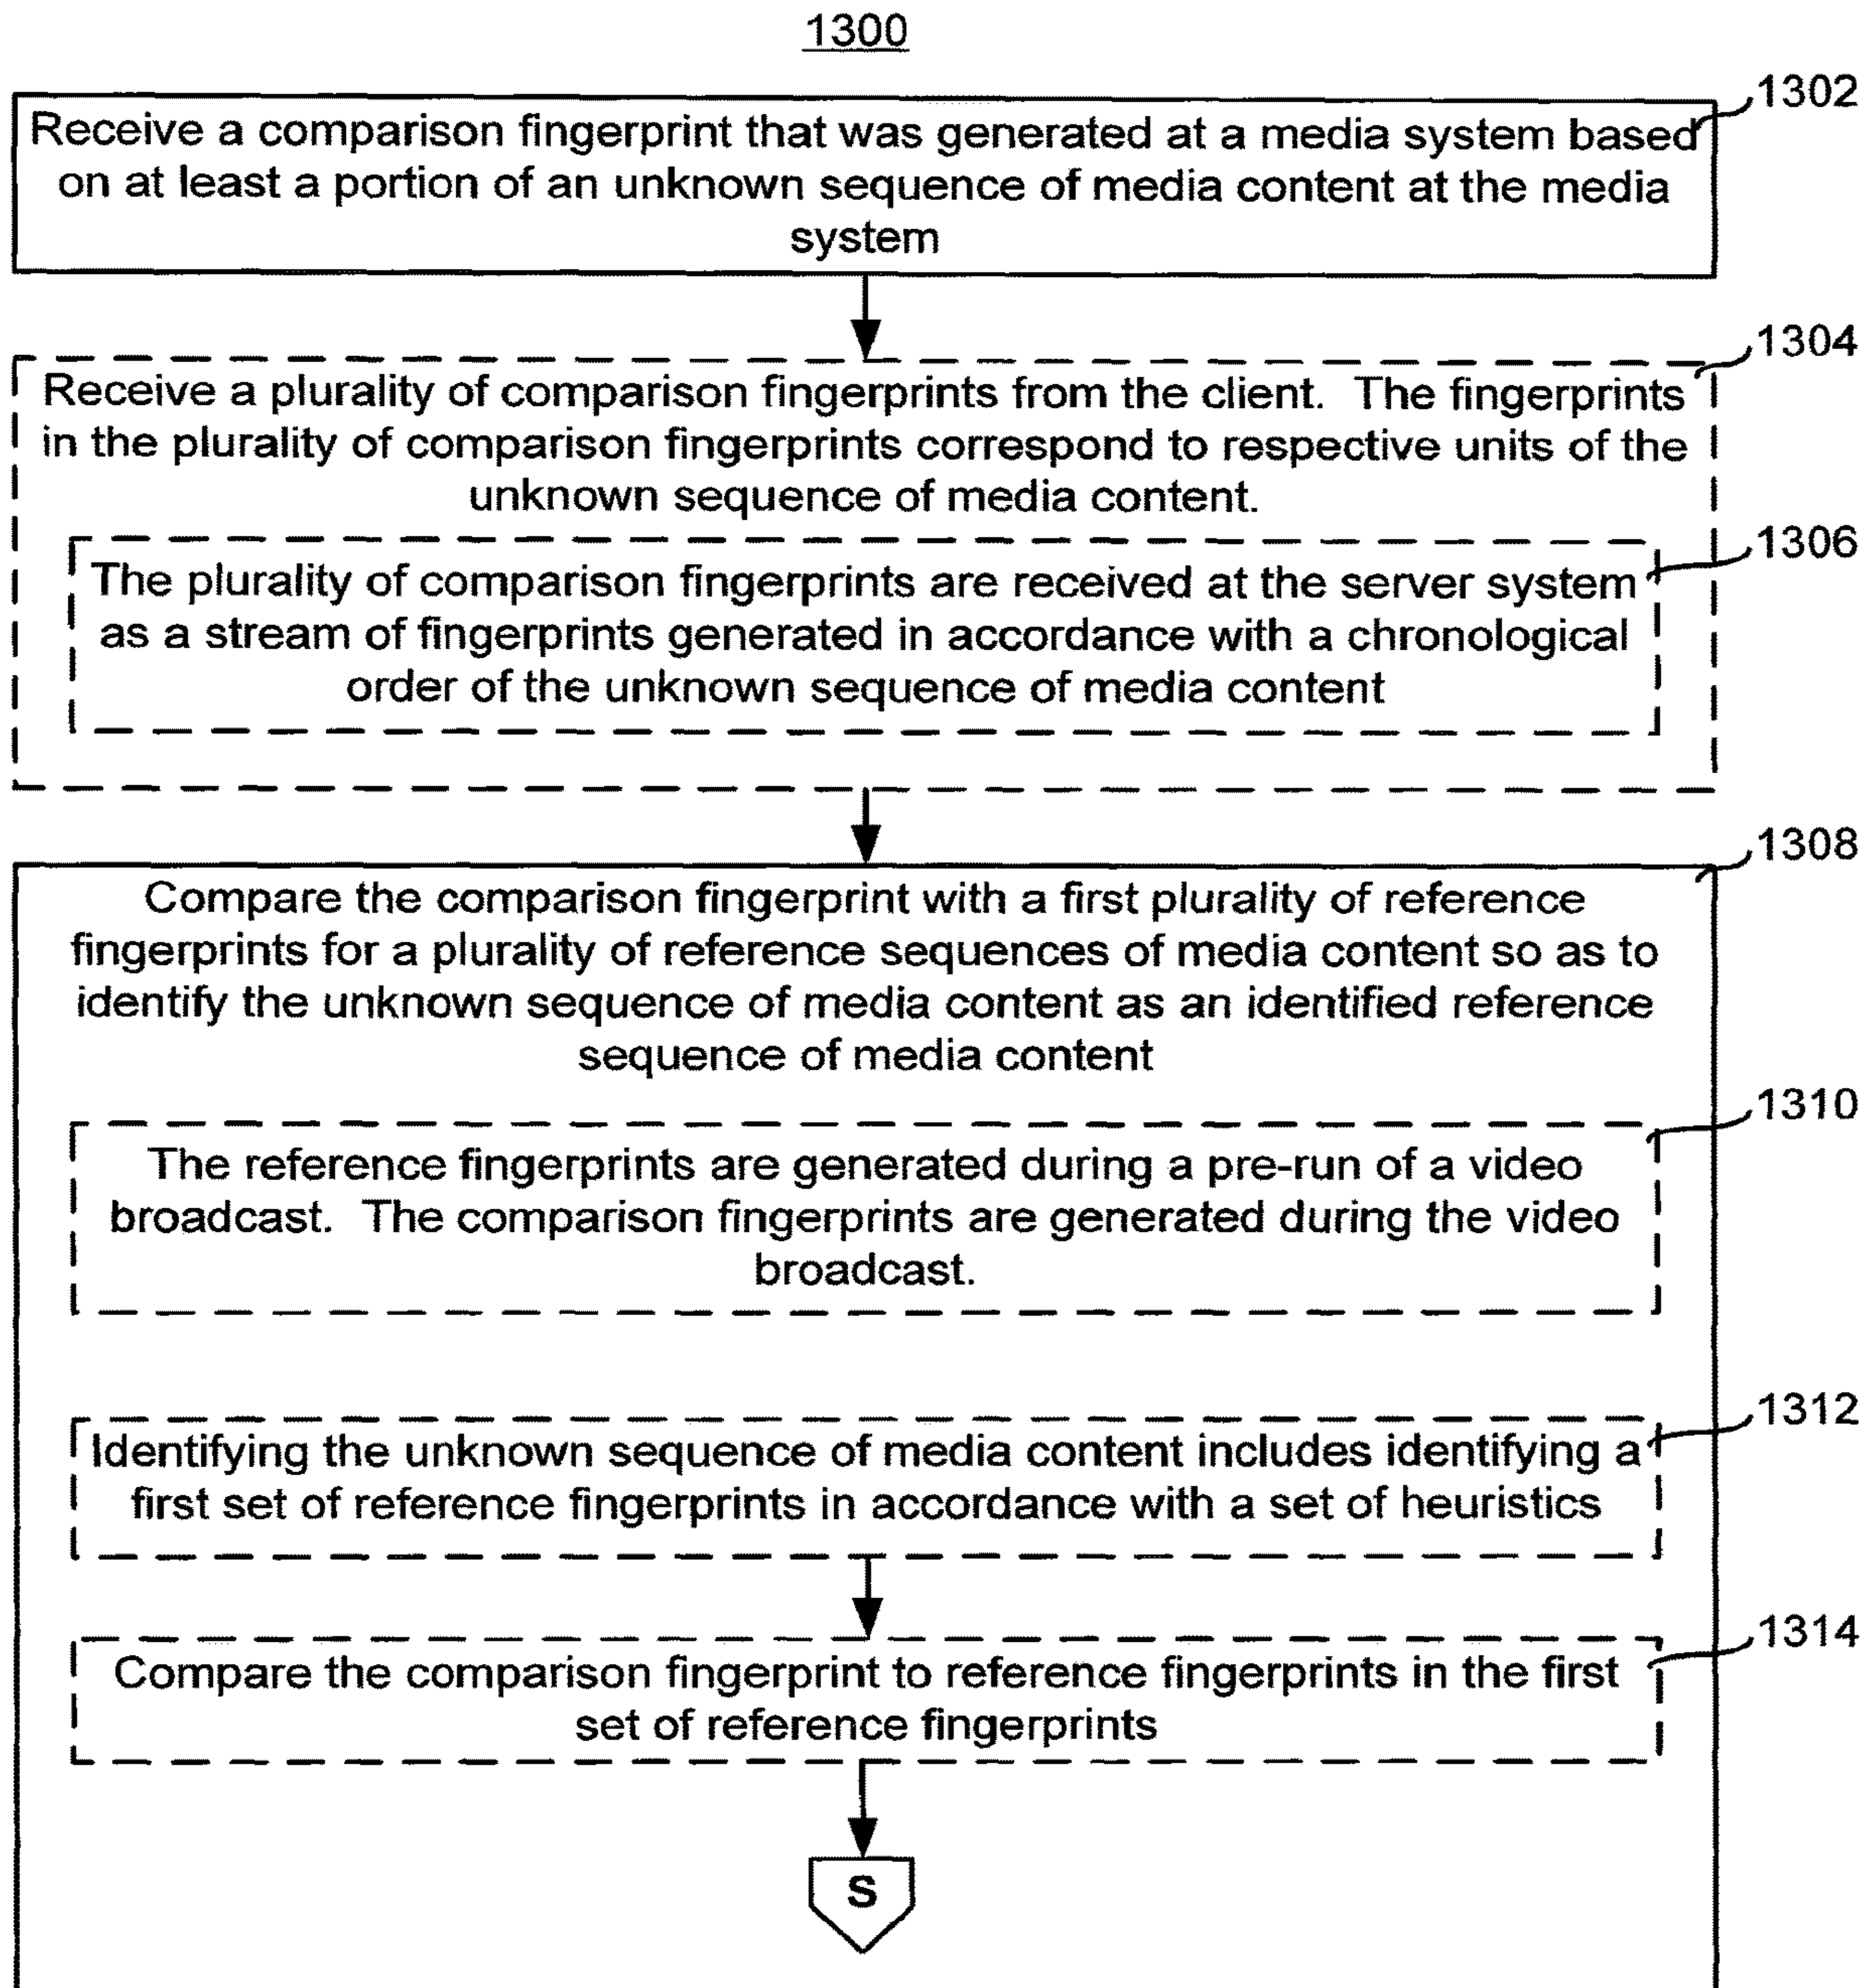 1300
1302
Receive a comparison fingerprint that was generated at a media system based
on at least a portion of an unknown sequence of media content at the media
system
1304
Receive a plurality of comparison fingerprints from the client. The fingerprints
in the plurality of comparison fingerprints correspond to respective units of the
unknown sequence of media content.
1306
The plurality of comparison fingerprints are received at the server system
as a stream of fingerprints generated in accordance with a chronological
order of the unknown sequence of media content
1308
Compare the comparison fingerprint with a first plurality of reference
fingerprints for a plurality of reference sequences of media content so as to
identify the unknown sequence of media content as an identified reference
sequence of media content
1310
The reference fingerprints are generated during a pre-run of a video
broadcast. The comparison fingerprints are generated during the video
broadcast.
1312
Identifying the unknown sequence of media content includes identifying a
first set of reference fingerprints in accordance with a set of heuristics
1314
Compare the comparison fingerprint to reference fingerprints in the first
set of reference fingerprints
S